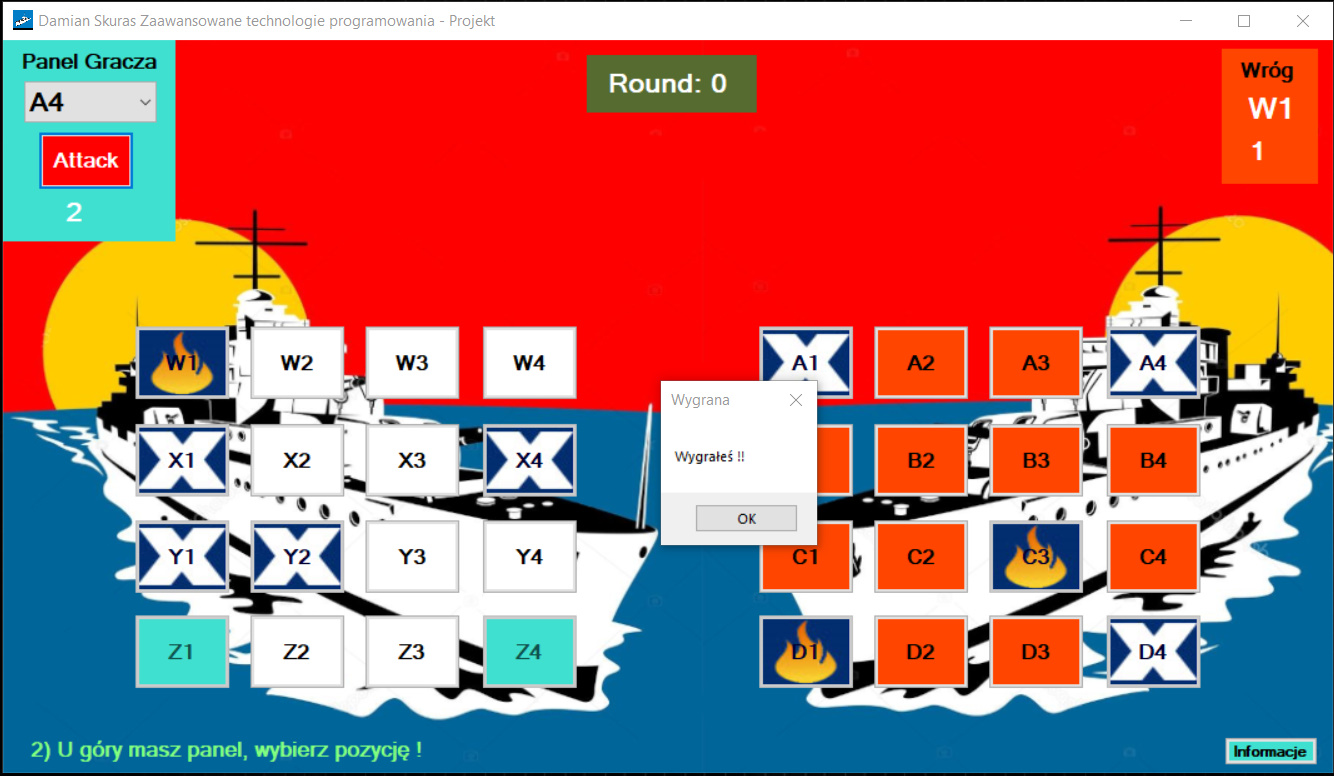 Damian Skuras Zaawansowane technologie programowania - Projekt
Panel Gracza
A4
Attack
2
Round: 0
Wróg
W1
1
W1 W2 W3 W4
A1 A2 A3 A4
X1 X2 X3 X4
B2 B3 B4
Y1 Y2 Y3 Y4
C1 C2 C3 C4
Z1 Z2 Z3 Z4
D1 D2 D3 D4
Wygrana
Wygrałeś !!
OK
2) U góry masz panel, wybierz pozycję !
Informacje